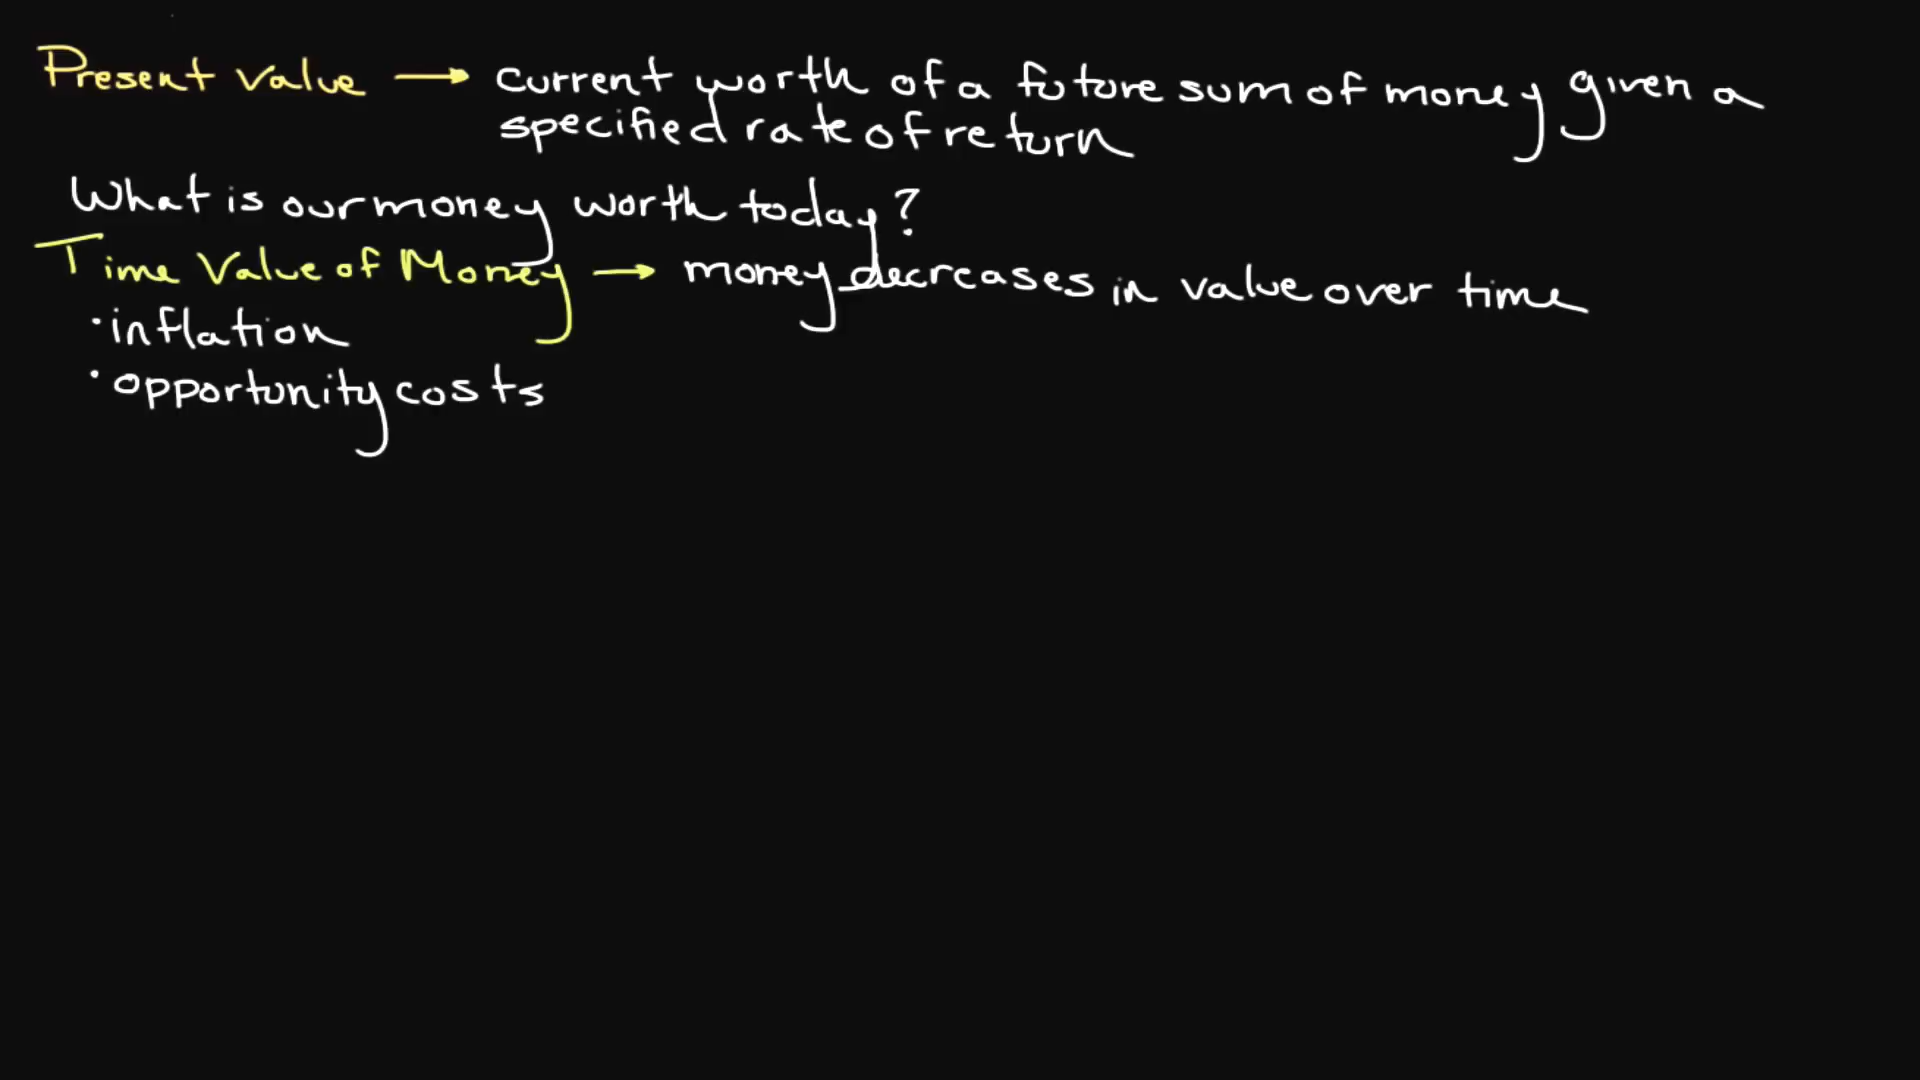 Present Value → current worth of a future sum of money given a
specified rate of return
What is our money worth today?
Time Value of Money → money decreases in value over time
• inflation
• opportunity costs